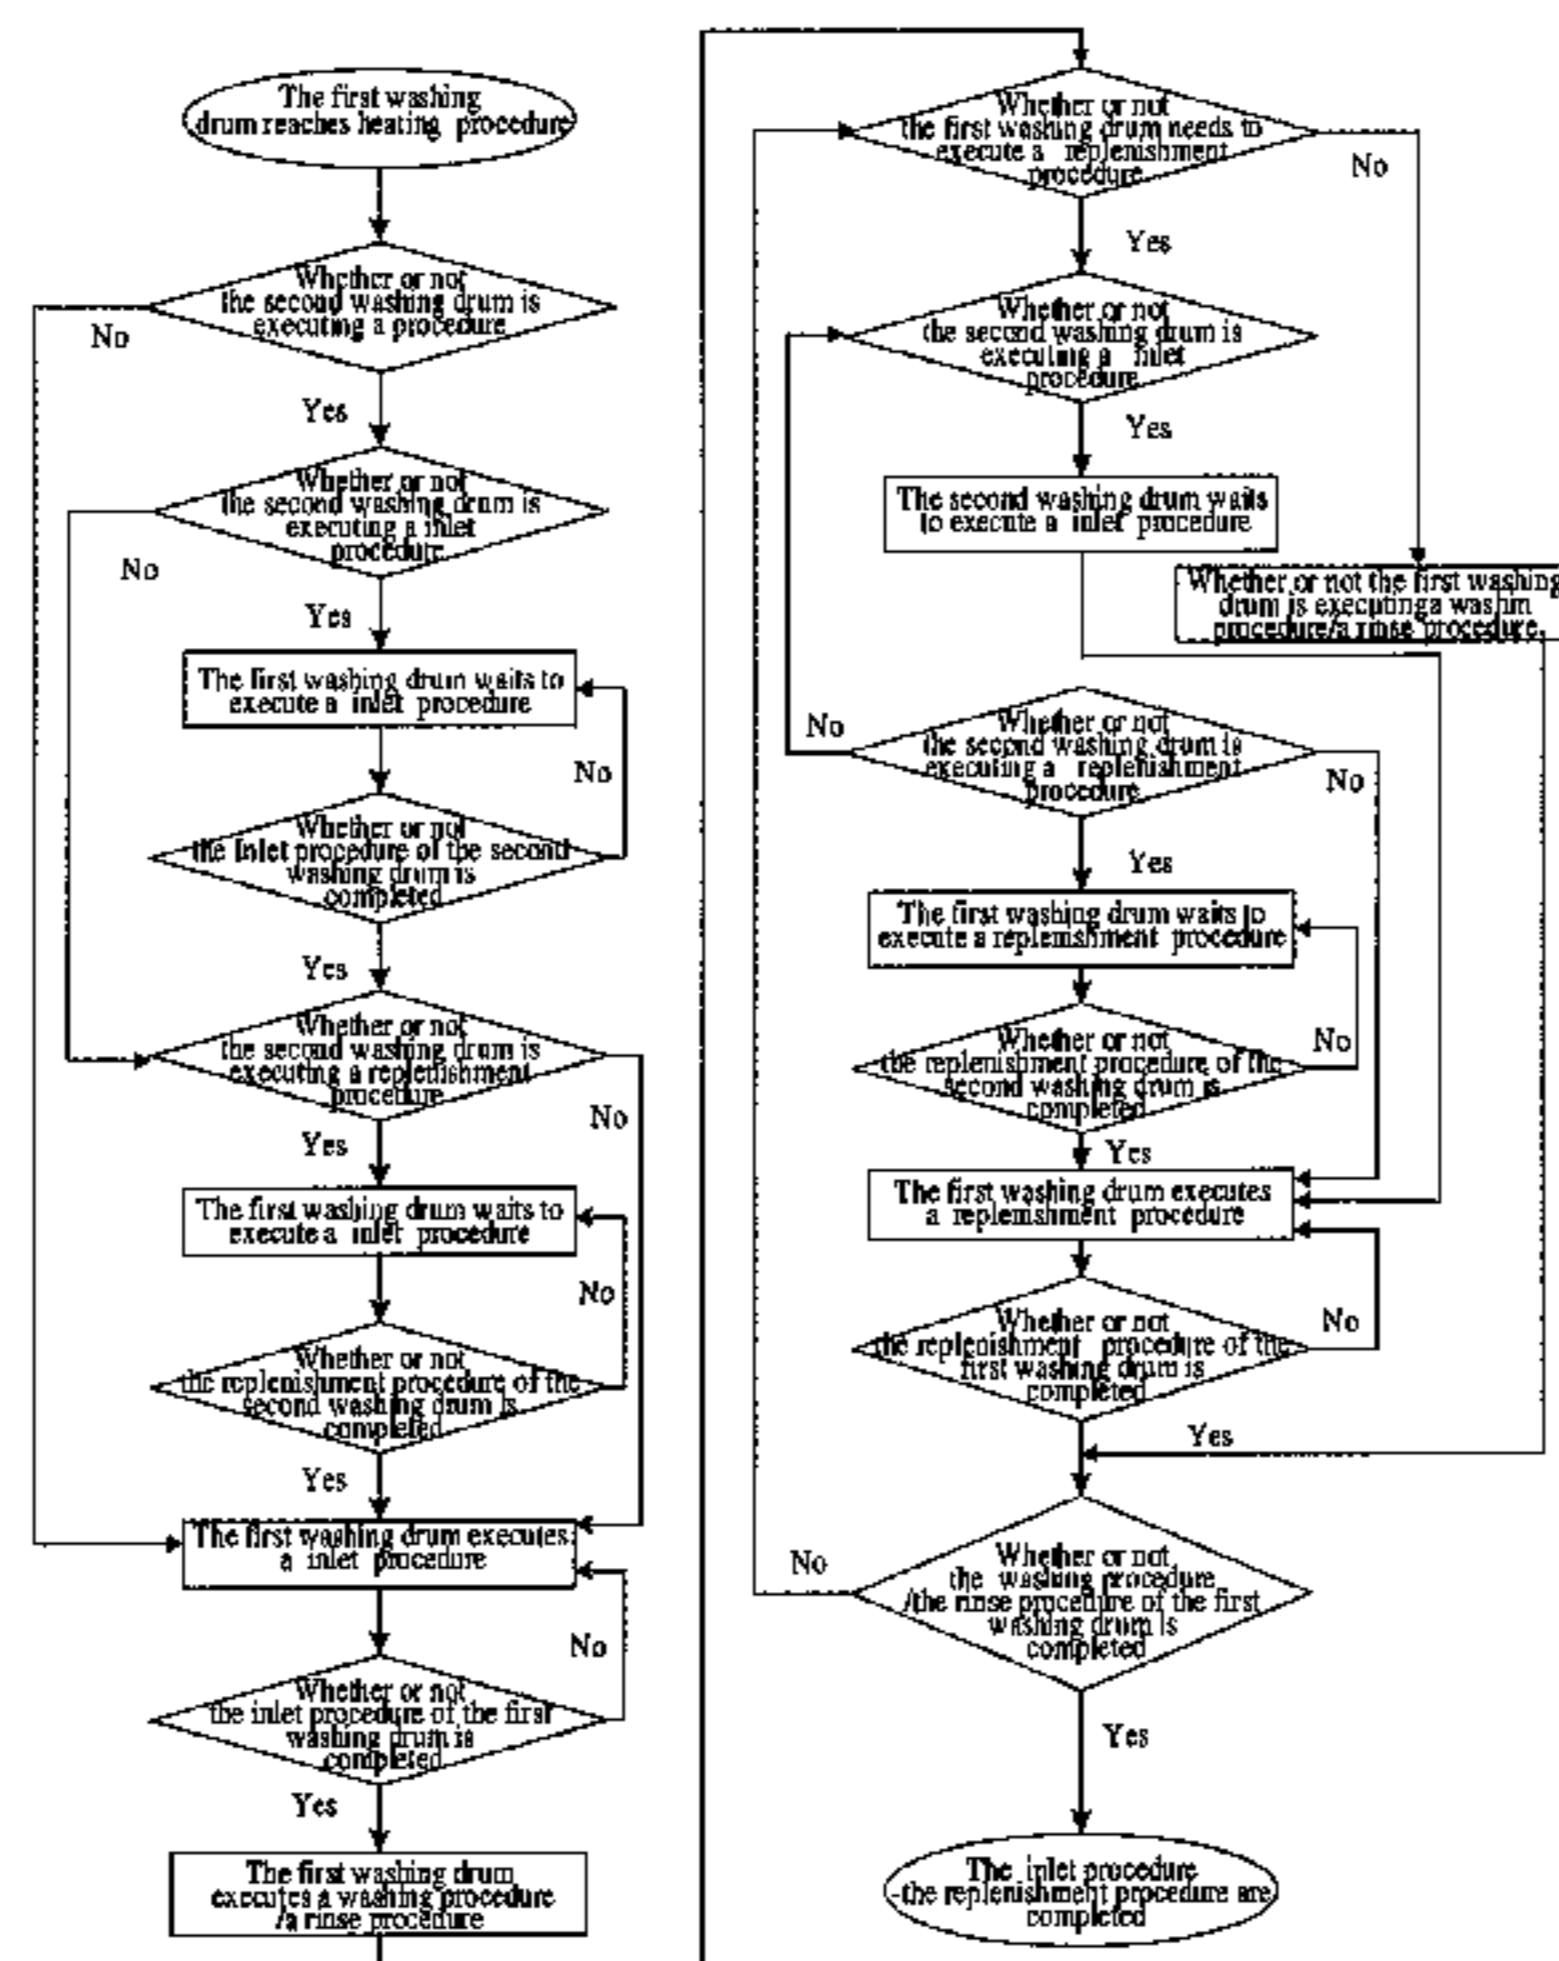 The first washing
drum reaches heating procedure
Whether or not
the second washing drum is
executing a procedure
No
Yes
Whether or not
the second washing drum is
executing a inlet
procedure
No
Yes
The first washing drum waits to
execute a inlet procedure
No
Whether or not
the inlet procedure of the second
washing drum is
completed
Yes
Whether or not
the second washing drum is
executing a replenishment
procedure
No
Yes
The first washing drum waits to
execute a inlet procedure
No
Whether or not
the replenishment procedure of the
second washing drum is
completed
Yes
The first washing drum executes
a inlet procedure
No
Whether or not
the inlet procedure of the first
washing drum is
completed
Yes
The first washing drum
executes a washing procedure
/a rinse procedure
Whether or not
the first washing drum needs to
execute a replenishment
procedure
No
Yes
Whether or not
the second washing drum is
executing a inlet
procedure
Yes
The second washing drum waits
to execute a inlet procedure
Whether or not the first washing
drum is executinga washin
procedure/a rinse procedure
No
Whether or not
the second washing drum is
executing a replenishment
procedure
No
Yes
The first washing drum waits to
execute a replenishment procedure
Whether or not
the replenishment procedure of the
second washing drum is
completed
No
Yes
The first washing drum executes
a replenishment procedure
Whether or not
the replenishment procedure of the
first washing drum is
completed
No
Yes
No
Whether or not
the washing procedure
/the rinse procedure of the first
washing drum is
completed
Yes
The inlet procedure
-the replenishment procedure are
completed